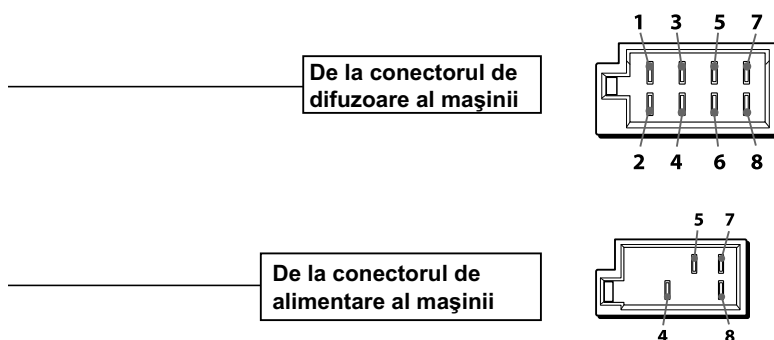 1 3 5 7
De la conectorul de
difuzoare al maşinii
2 4 6 8
5 7
De la conectorul de
alimentare al maşinii
4 8